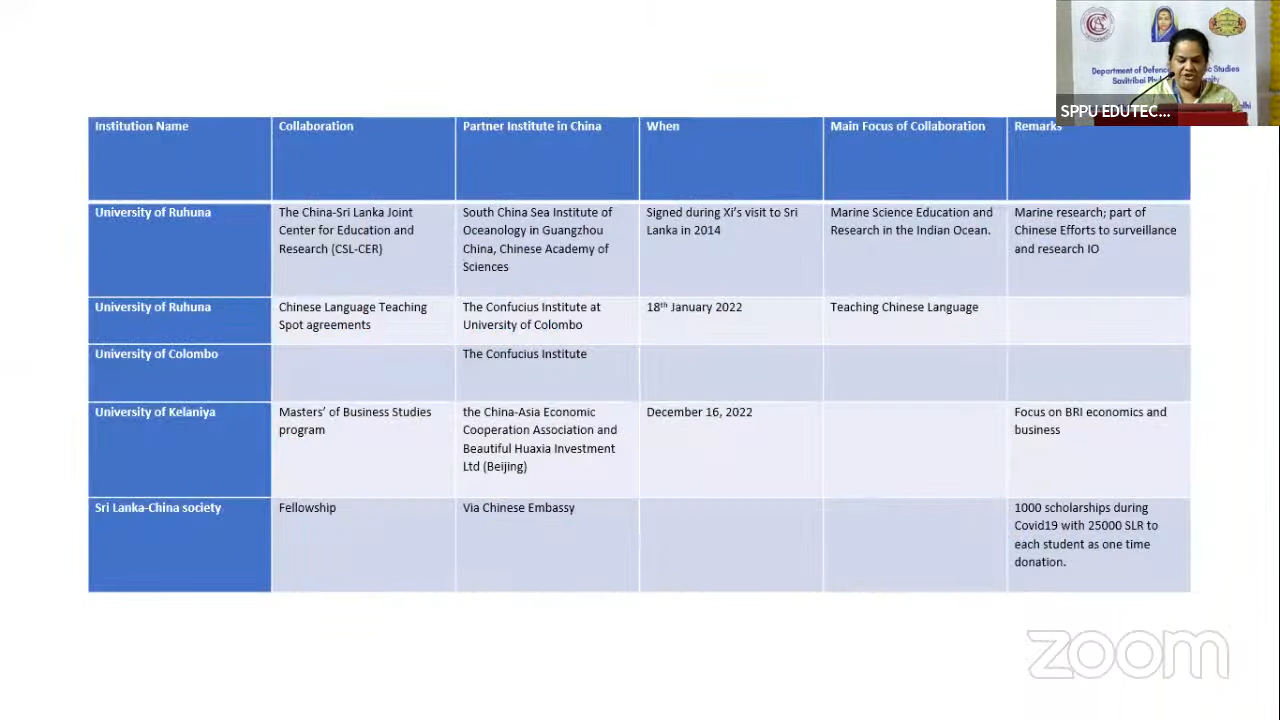 Department of Defence Studies
Savitribai
SPPU EDUTEC...
Institution Name
Collaboration
Partner Institute in China
When
Main Focus of Collaboration
Remarks
University of Ruhuna
The China-Sri Lanka Joint
Center for Education and
Research (CSL-CER)
South China Sea Institute of
Oceanology in Guangzhou
China, Chinese Academy of
Sciences
Signed during Xi's visit to Sri
Lanka in 2014
Marine Science Education and
Research in the Indian Ocean.
Marine research; part of
Chinese Efforts to surveillance
and research IO
University of Ruhuna
Chinese Language Teaching
Spot agreements
The Confucius Institute at
University of Colombo
18th January 2022
Teaching Chinese Language
University of Colombo
The Confucius Institute
University of Kelaniya
Masters' of Business Studies
program
the China-Asia Economic
Cooperation Association and
Beautiful Huaxia Investment
Ltd (Beijing)
December 16, 2022
Focus on BRI economics and
business
Sri Lanka-China society
Fellowship
Via Chinese Embassy
1000 scholarships during
Covid19 with 25000 SLR to
each student as one time
donation.
zoom